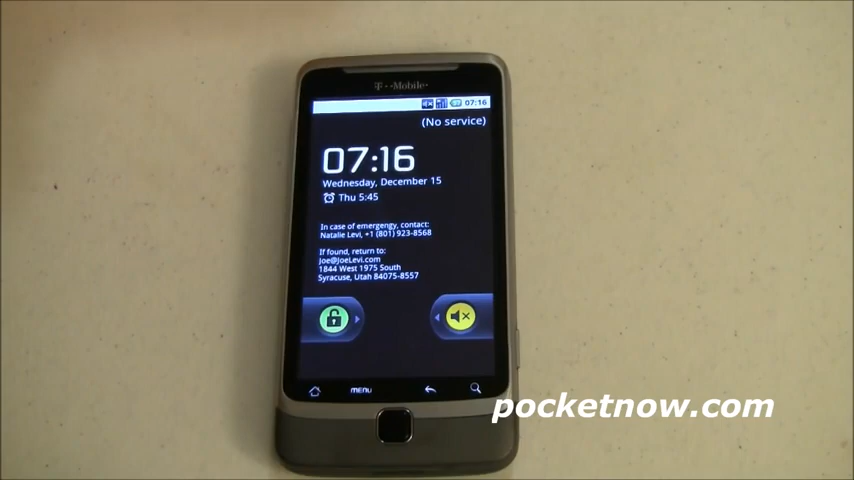 T··Mobile·
07:16
(No service)
07:16
Wednesday, December 15
Thu 5:45
In case of emergengy, contact:
Natalie Levi, +1 (801) 923-8568
If found, return to:
Joe@JoeLevi.com
1844 West 1975 South
Syracuse, Utah 84075-8557
MENU
pocketnow.com